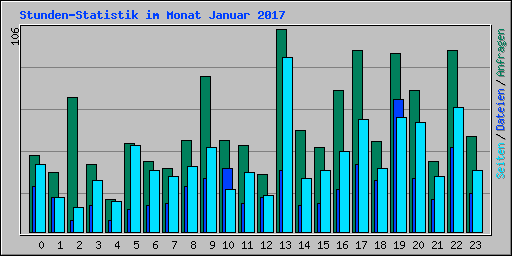 Stunden-Statistik im Monat Januar 2017
106
Seiten / Dateien / Anfragen
0 1 2 3 4 5 6 7 8 9 10 11 12 13 14 15 16 17 18 19 20 21 22 23